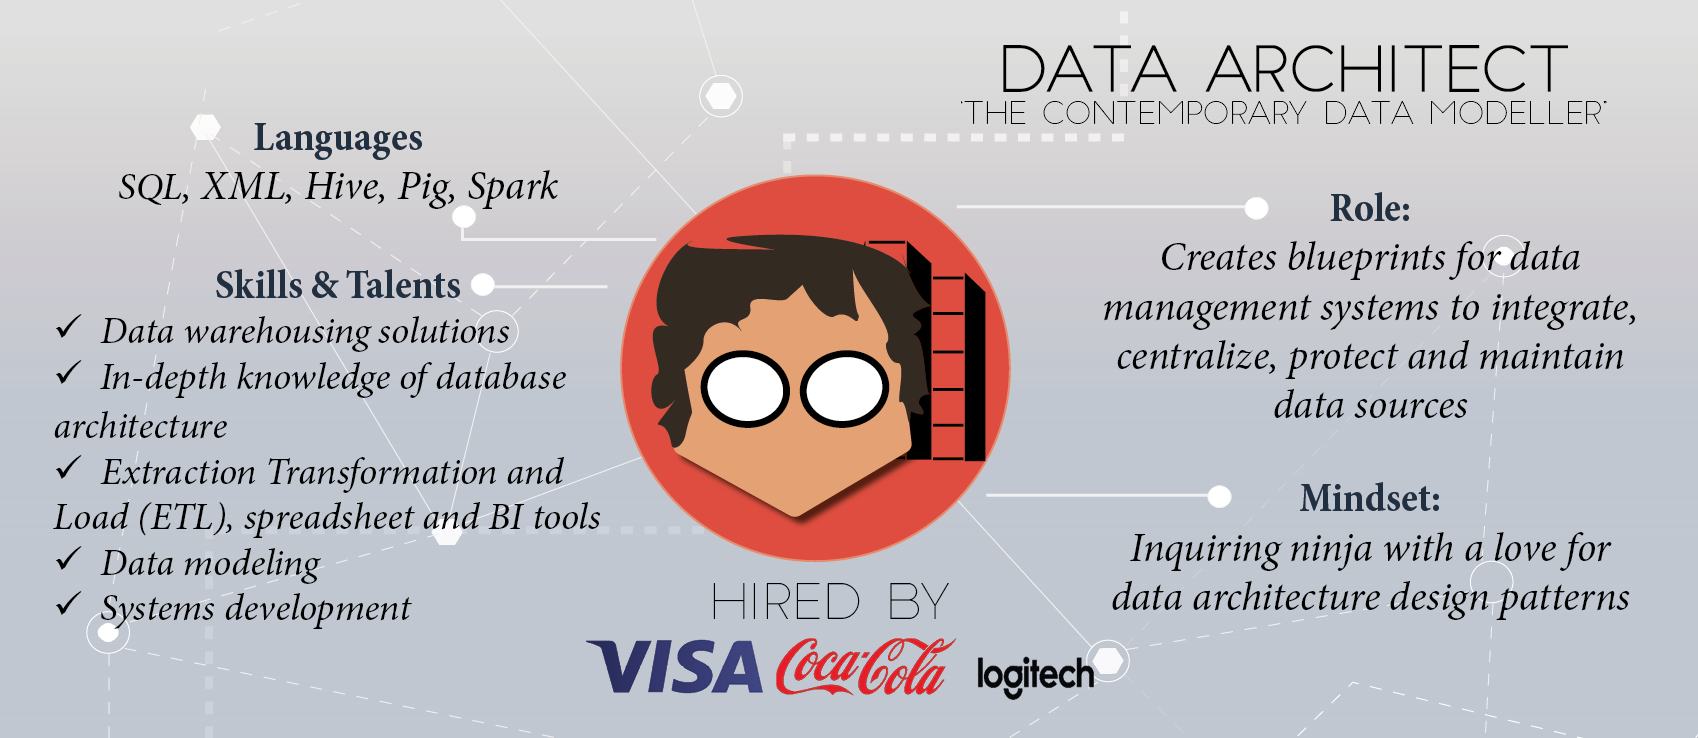 DATA ARCHITECT
'THE CONTEMPORARY DATA MODELLER'
Languages
SQL, XML, Hive, Pig, Spark
Skills & Talents
✓ Data warehousing solutions
✓ In-depth knowledge of database
architecture
✓ Extraction Transformation and
Load (ETL), spreadsheet and BI tools
✓ Data modeling
✓ Systems development
Role:
Creates blueprints for data
management systems to integrate,
centralize, protect and maintain
data sources
Mindset:
Inquiring ninja with a love for
data architecture design patterns
HIRED BY
VISA Coca-Cola logitech